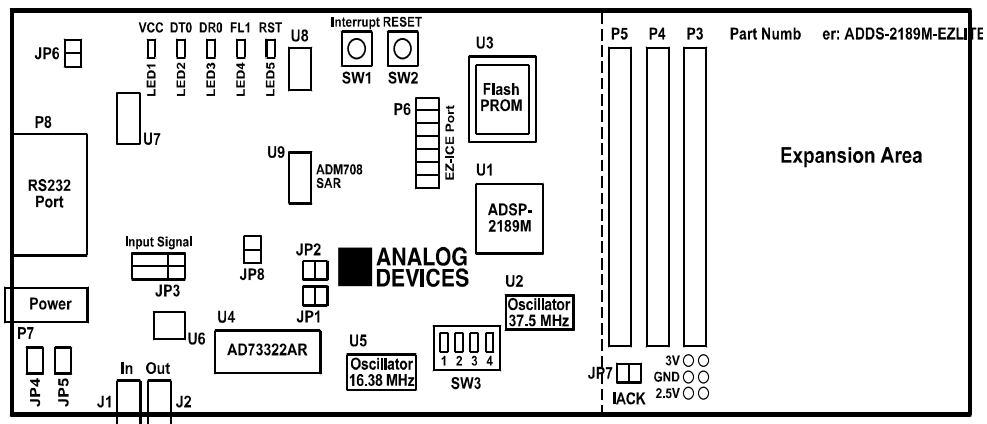 VCC DT0 DR0 FL1 RST
LED1 LED2 LED3 LED4 LED5
JP6
U8
Interrupt RESET
SW1 SW2
U3
Flash
PROM
P5 P4 P3
Part Numb er: ADDS-2189M-EZLITE
P8
U7
P6
EZ-ICE Port
RS232
Port
U9
ADM708
SAR
U1
ADSP-
2189M
Expansion Area
Input Signal
JP3
JP8
JP2
JP1
ANALOG
DEVICES
Power
P7
U6
U4
AD73322AR
U5
Oscillator
16.38 MHz
U2
Oscillator
37.5 MHz
1 2 3 4
SW3
JP4 JP5
In Out
J1 J2
JP7
IACK
3V
GND
2.5V